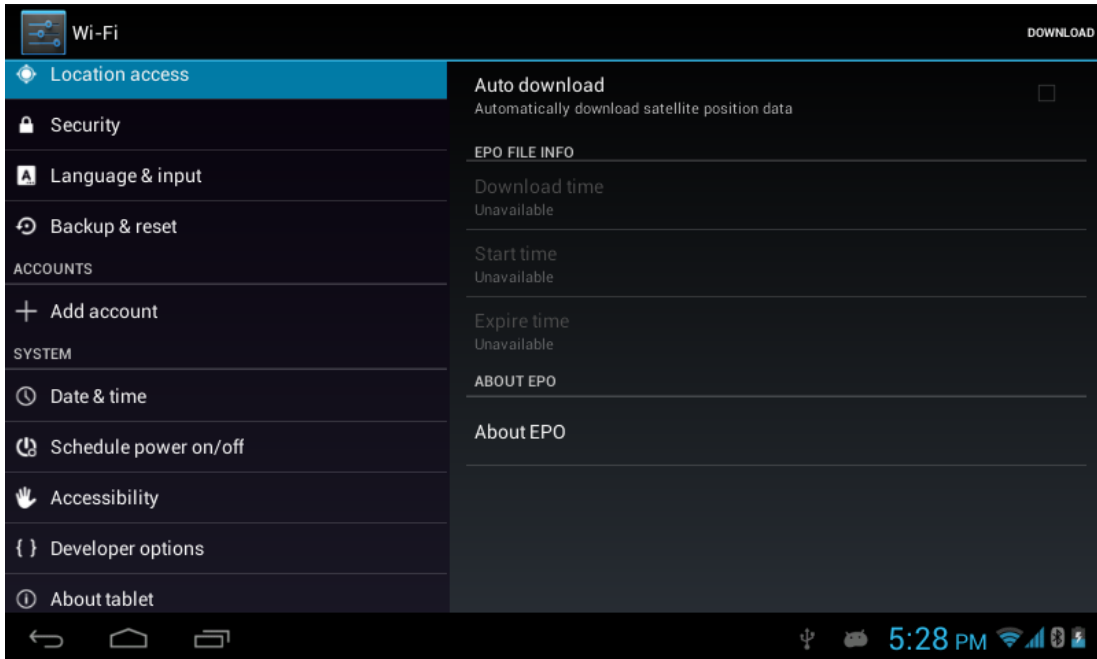 Wi-Fi
DOWNLOAD
Location access
Security
Language & input
Backup & reset
ACCOUNTS
Add account
SYSTEM
Date & time
Schedule power on/off
Accessibility
{ } Developer options
About tablet
Auto download
Automatically download satellite position data
EPO FILE INFO
Download time
Unavailable
Start time
Unavailable
Expire time
Unavailable
ABOUT EPO
About EPO
5:28 PM